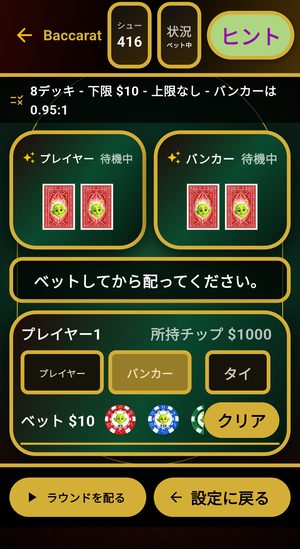 Baccarat
シュー
416
状況
ベット中
ヒント
8デッキ - 下限 $10 - 上限なし - バンカーは
0.95:1
プレイヤー 待機中
バンカー 待機中
ベットしてから配ってください。
プレイヤー1
所持チップ $1000
プレイヤー
バンカー
タイ
ベット $10
クリア
ラウンドを配る
設定に戻る